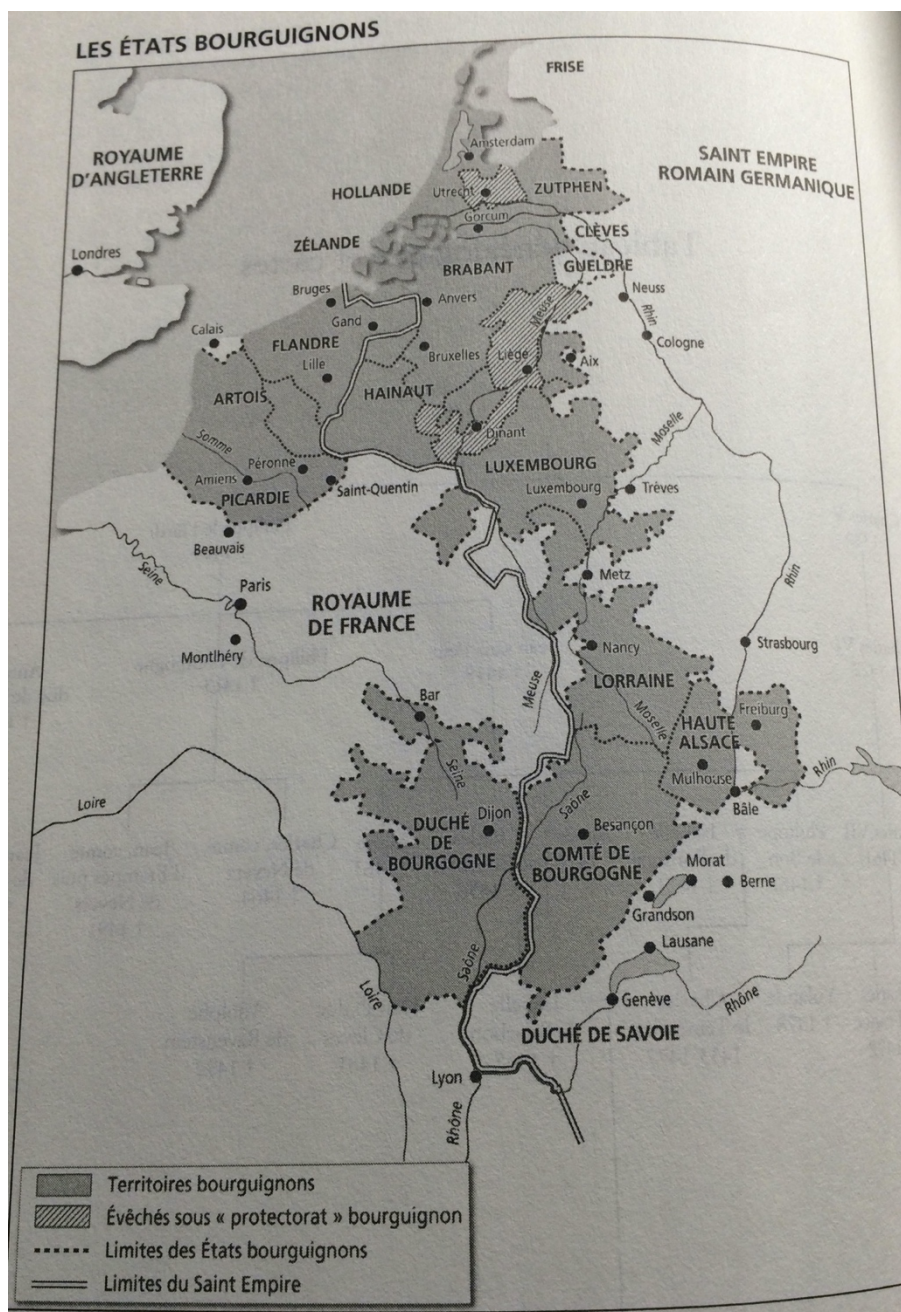 LES ÉTATS BOURGUIGNONS
FRISE
ROYAUME
D'ANGLETERRE
SAINT EMPIRE
ROMAIN GERMANIQUE
Amsterdam
HOLLANDE
Utrecht
ZUTPHEN
Gorcum
CLÈVES
Londres
ZÉLANDE
BRABANT
GUELDRE
Bruges
Anvers
Meuse
Neuss
Rhin
Calais
Gand
FLANDRE
Bruxelles
Liège
Cologne
Aix
Lille
HAINAUT
ARTOIS
Dinant
Moselle
Somme
Péronne
LUXEMBOURG
Amiens
PICARDIE
Saint-Quentin
Luxembourg
Trèves
Beauvais
Seine
Paris
Metz
Rhin
ROYAUME
DE FRANCE
Montlhéry
Nancy
Strasbourg
Meuse
LORRAINE
Bar
Moselle
HAUTE
ALSACE
Freiburg
Seine
Mulhouse
Rhin
Loire
Bâle
Saône
DUCHÉ
DE
BOURGOGNE
Dijon
Besançon
COMTÉ DE
BOURGOGNE
Morat
Berne
Grandson
Lausane
Saône
Loire
Genève
Rhône
DUCHÉ DE SAVOIE
Lyon
Rhône
Territoires bourguignons
Évêchés sous « protectorat » bourguignon
Limites des États bourguignons
Limites du Saint Empire